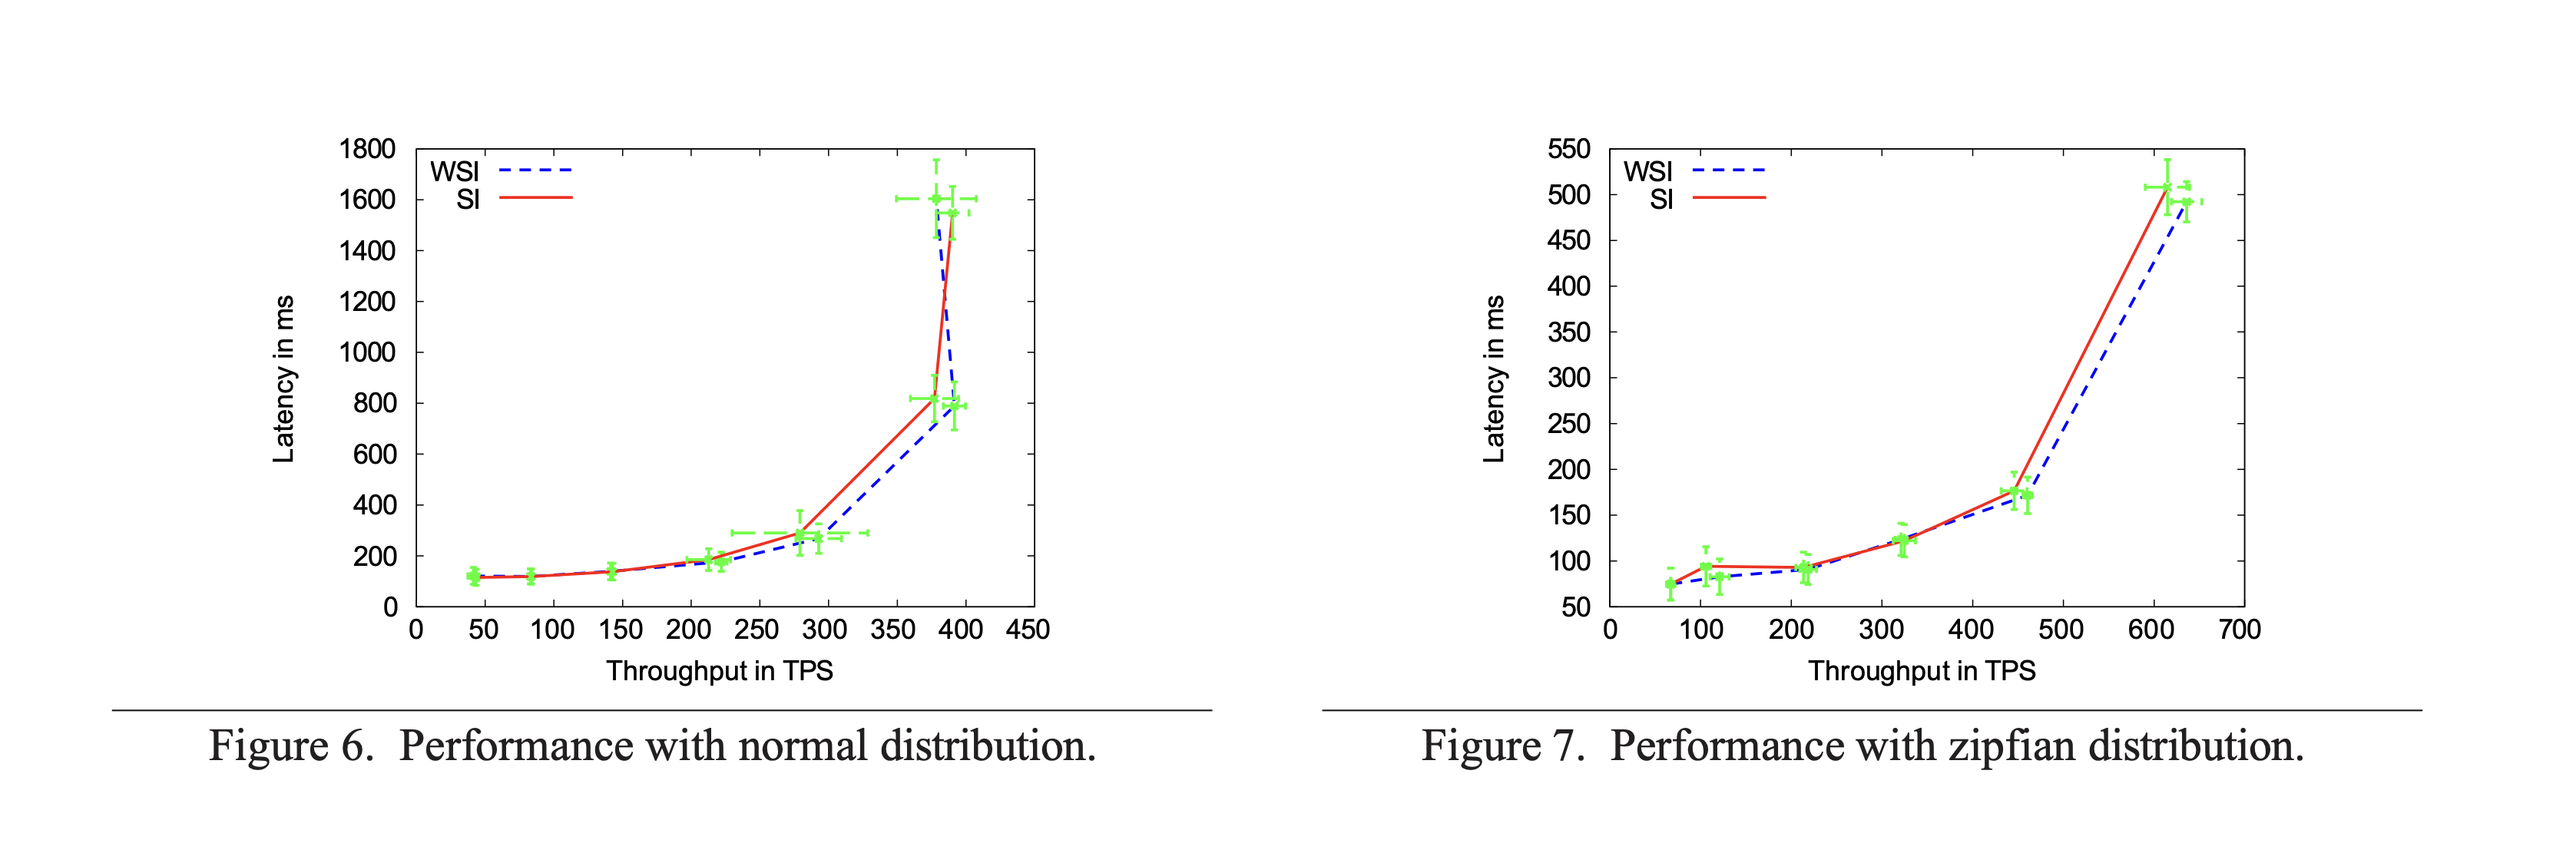 1800
1600
1400
1200
1000
800
600
400
200
0
WSI
SI
Latency in ms
0 50 100 150 200 250 300 350 400 450
Throughput in TPS
Figure 6. Performance with normal distribution.
550
500
450
400
350
300
250
200
150
100
50
WSI
SI
Latency in ms
0 100 200 300 400 500 600 700
Throughput in TPS
Figure 7. Performance with zipfian distribution.